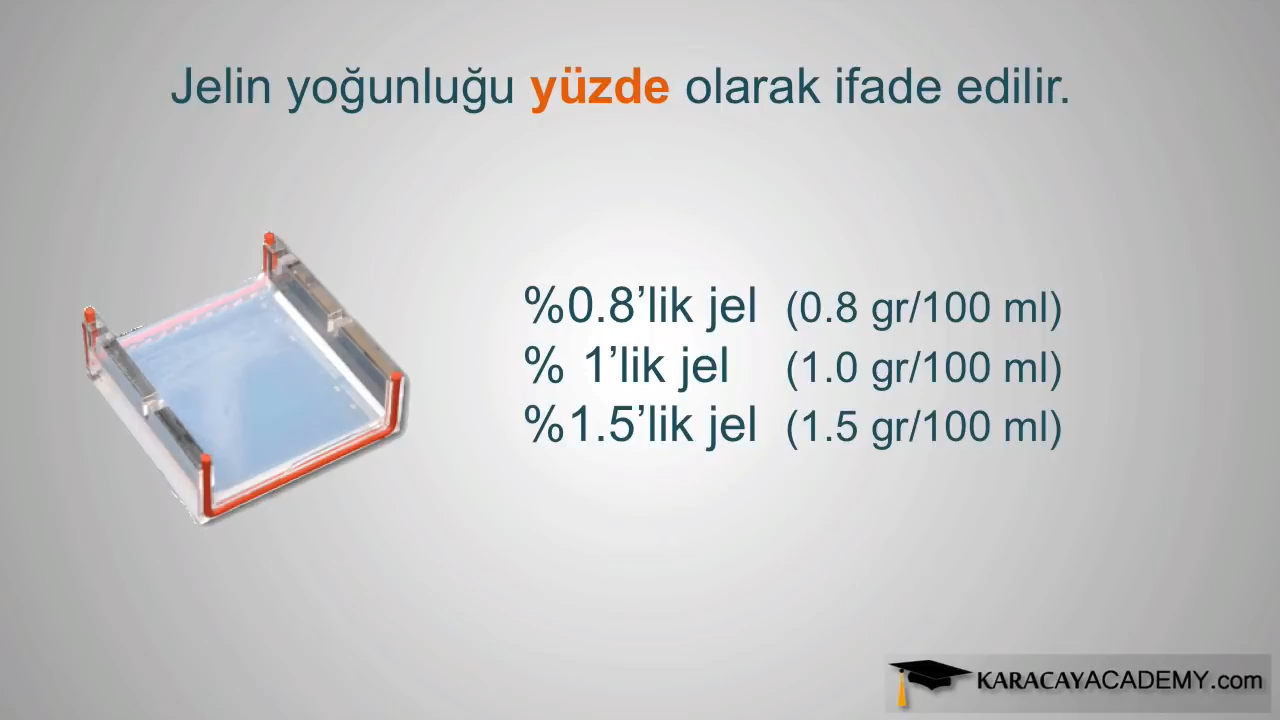 Jelin yoğunluğu yüzde olarak ifade edilir.
%0.8’lik jel (0.8 gr/100 ml)
% 1’lik jel (1.0 gr/100 ml)
%1.5’lik jel (1.5 gr/100 ml)
KARACAYACADEMY.com